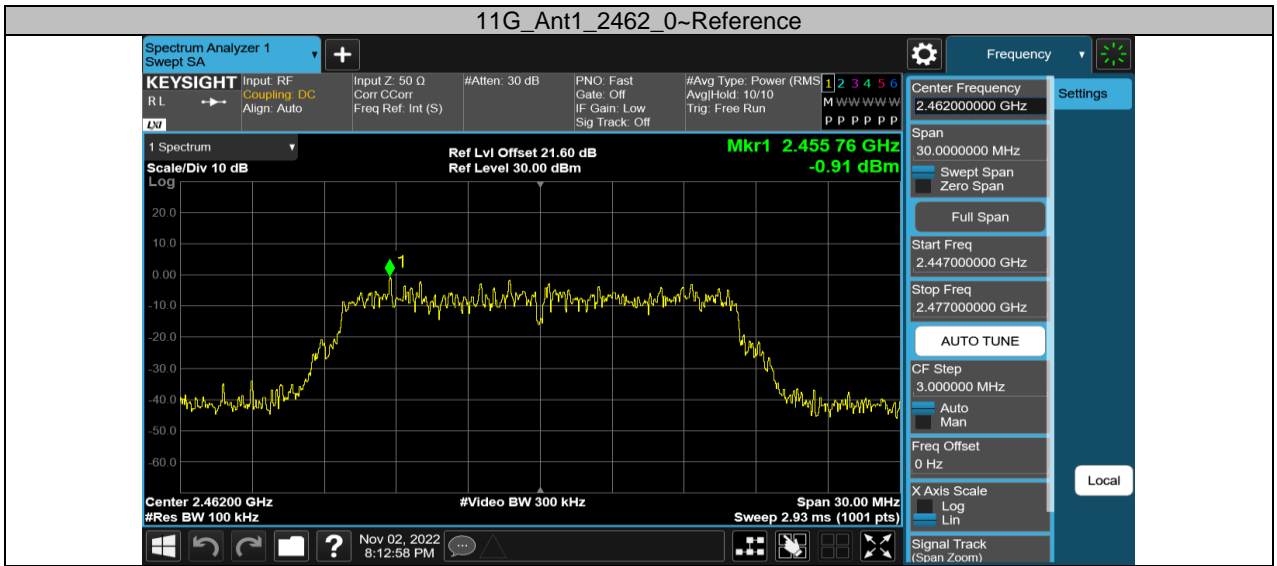 11G_Ant1_2462_0~Reference
Spectrum Analyzer 1
Swept SA
+
Frequency
KEYSIGHT
R L
LXI
Input: RF
Coupling: DC
Align: Auto
Input Z: 50 Ω
Corr CCorr
Freq Ref: Int (S)
#Atten: 30 dB
PNO: Fast
Gate: Off
IF Gain: Low
Sig Track: Off
#Avg Type: Power (RMS
Avg|Hold: 10/10
Trig: Free Run
1 2 3 4 5 6
M W W W W W
P P P P P P
1 Spectrum
Scale/Div 10 dB
Log
Ref Lvl Offset 21.60 dB
Ref Level 30.00 dBm
Mkr1 2.455 76 GHz
-0.91 dBm
20.0
10.0
0.00
-10.0
-20.0
-30.0
-40.0
-50.0
-60.0
1
Center 2.46200 GHz
#Res BW 100 kHz
#Video BW 300 kHz
Span 30.00 MHz
Sweep 2.93 ms (1001 pts)
Center Frequency
2.462000000 GHz
Span
30.0000000 MHz
Swept Span
Zero Span
Full Span
Start Freq
2.447000000 GHz
Stop Freq
2.477000000 GHz
AUTO TUNE
CF Step
3.000000 MHz
Auto
Man
Freq Offset
0 Hz
X Axis Scale
Log
Lin
Signal Track
(Span Zoom)
Settings
Local
?
Nov 02, 2022
8:12:58 PM